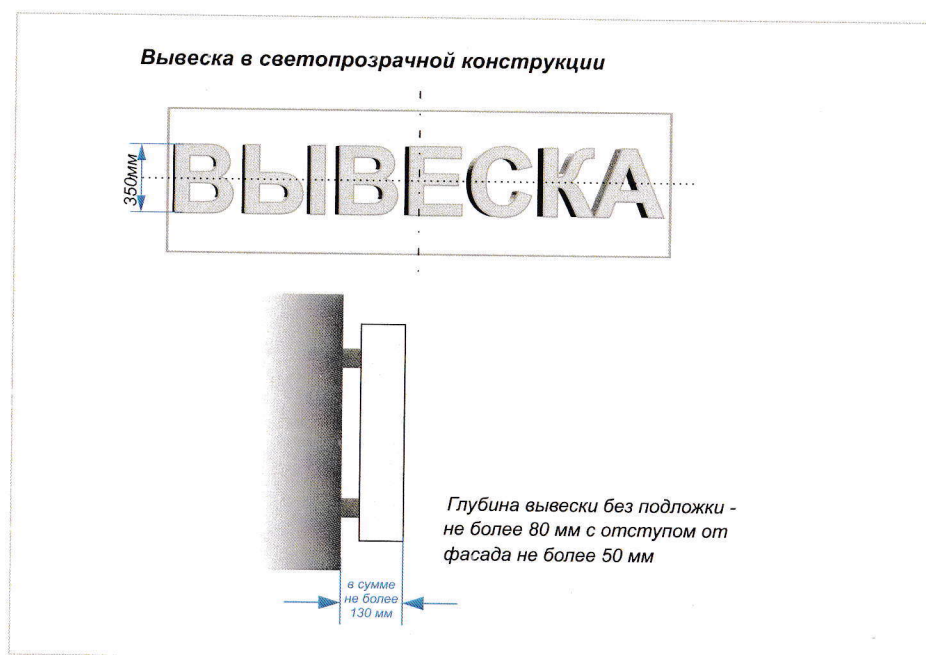 Вывеска в светопрозрачной конструкции
350мм
ВЫВЕСКА
Глубина вывески без подложки -
не более 80 мм с отступом от
фасада не более 50 мм
в сумме
не более
130 мм